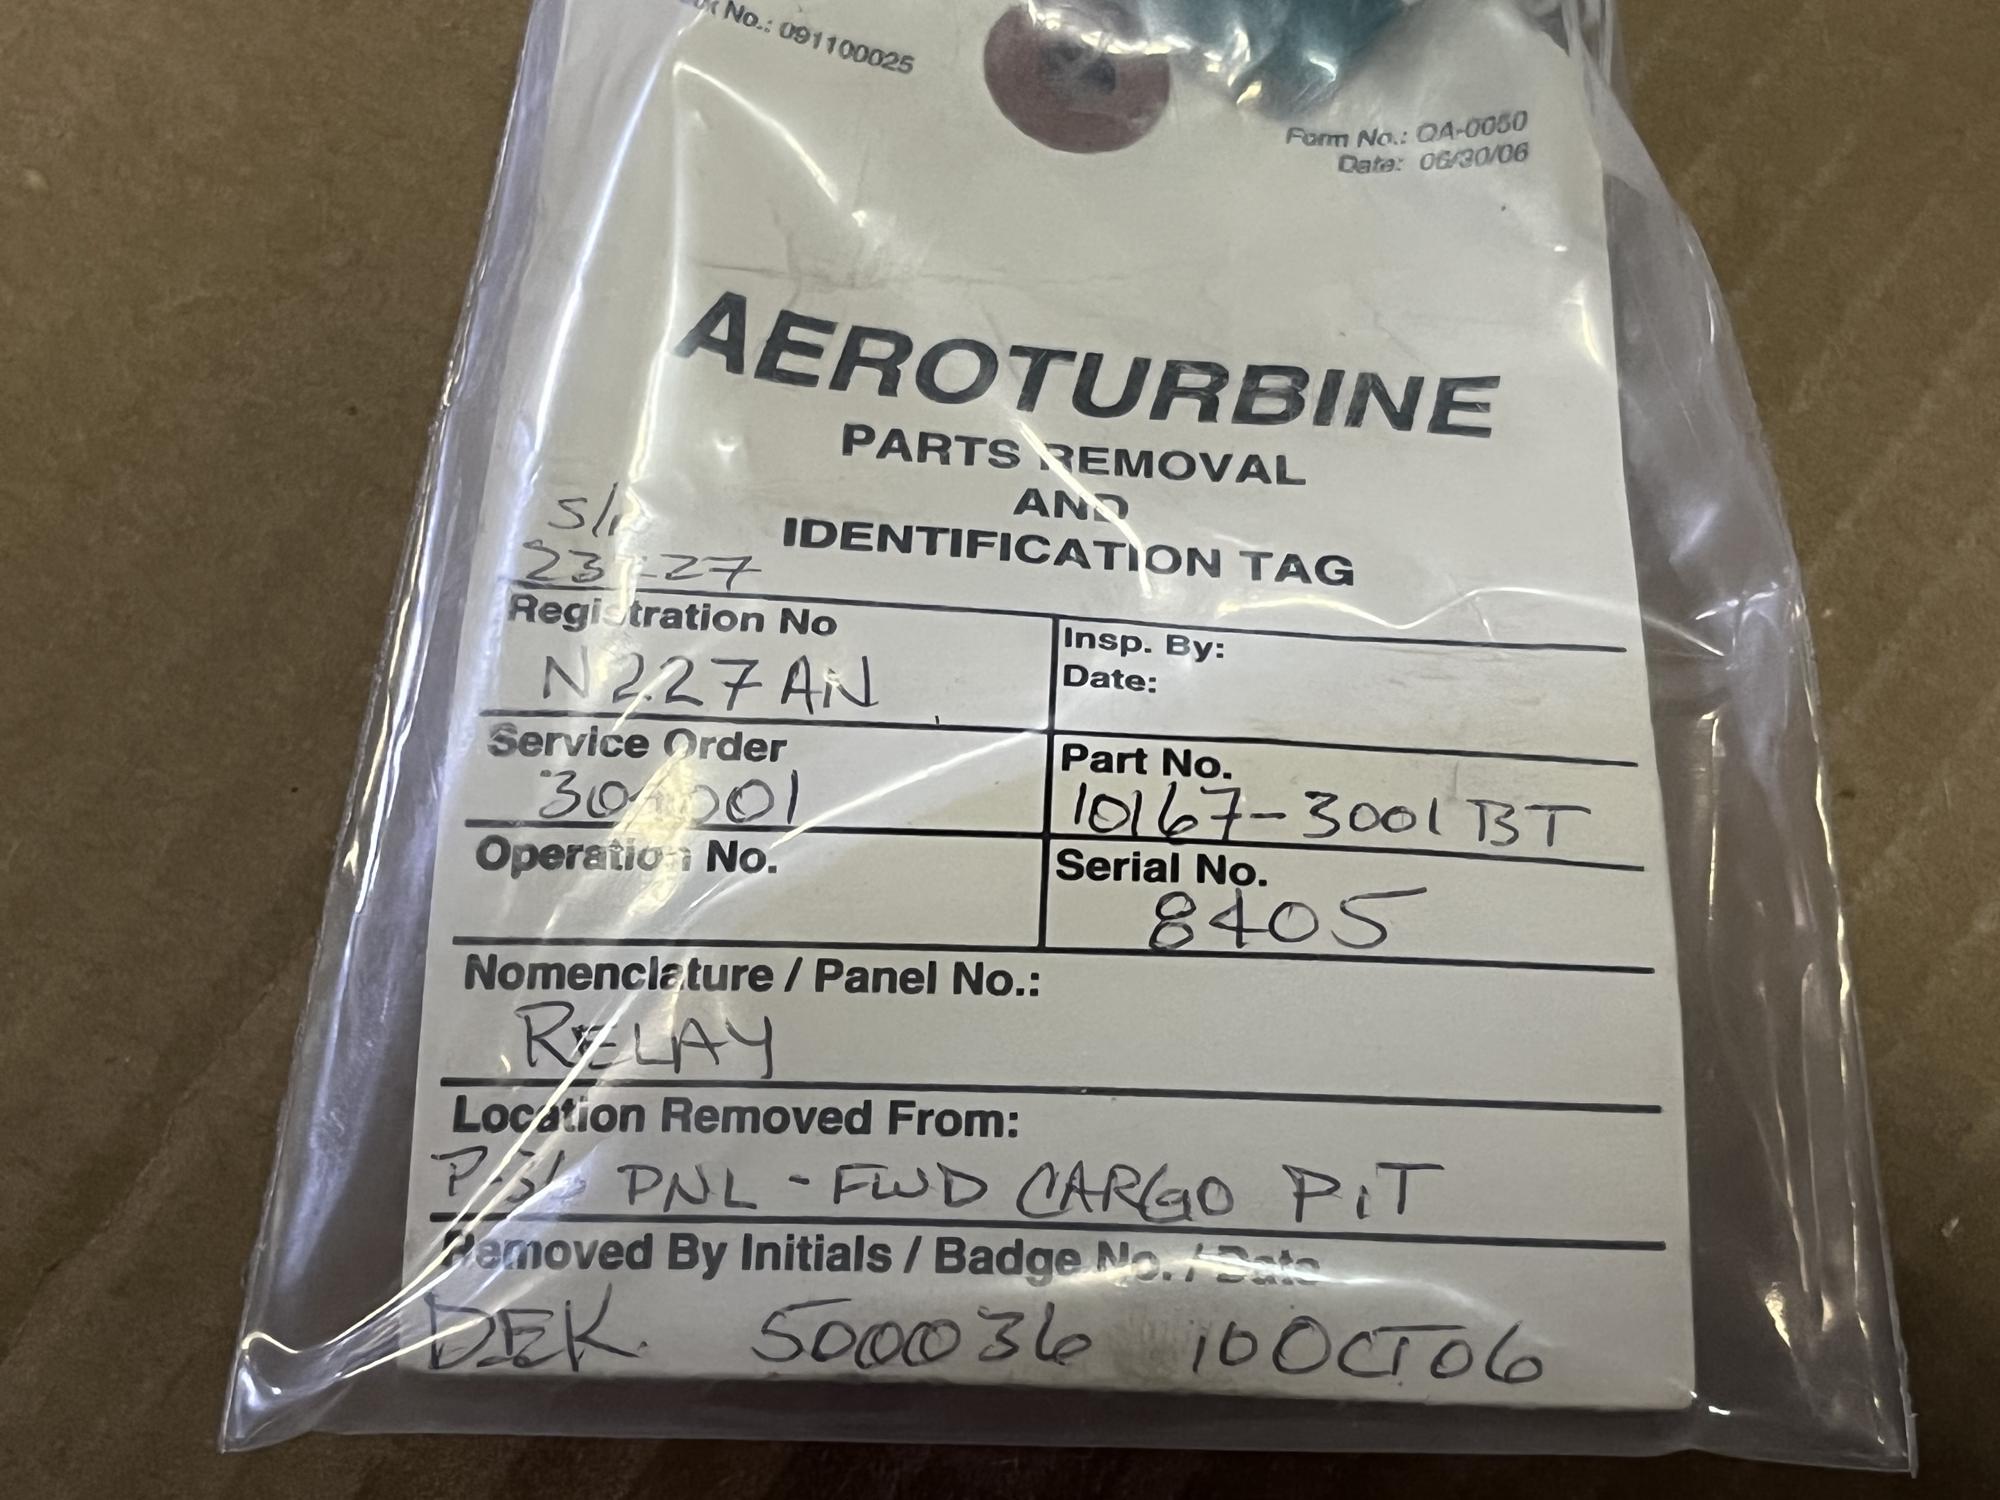 No.: 091100025
Form No.: QA-0050
Date: 06/30/06
AEROTURBINE
PARTS REMOVAL
AND
IDENTIFICATION TAG
Registration No
N227AN
Insp. By:
Date:
Service Order
Part No.
10167-3001BT
Operation No.
Serial No.
8405
Nomenclature / Panel No.:
RELAY
Location Removed From:
PNL - FWD CARGO PIT
Removed By Initials / Badge No. / Date
DEK. 500036 10OCT06